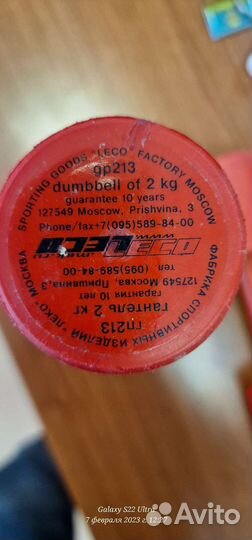 SPORTING GOODS "LECO" FACTORY MOSCOW
gp213
dumbbell of 2 kg
guarantee 10 years
127549 Moscow, Prishvina, 3
Phone/fax+7(095)589-84-00
LECO
www.
ФАБРИКА СПОРТИВНЫХ ИЗДЕЛИЙ "ЛЕКО" МОСКВА
гп213
гантель 2 кг
гарантия 10 лет
127549 Москва, Пришвина,3
тел. (095)589-84-00
Galaxy S22 Ultra
7 февраля 2023 г.
Avito